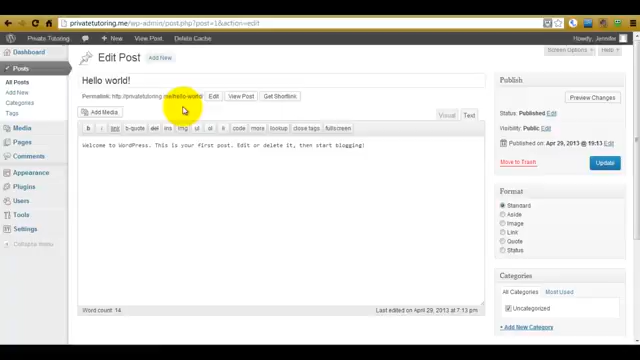 privatetutoring.me/wp-admin/post.php?post=1&action=edit
Private Tutoring
New
View Post
Delete Cache
Howdy, Jennifer
Screen Options
Help
Dashboard
Posts
All Posts
Add New
Categories
Tags
Media
Pages
Comments
Appearance
Plugins
Users
Tools
Settings
Collapse menu
Edit Post
Add New
Hello world!
Permalink: http://privatetutoring.me/hello-world/
Edit
View Post
Get Shortlink
Add Media
Visual
Text
b
i
link
b-quote
del
ins
img
ul
ol
li
code
more
lookup
close tags
fullscreen
Welcome to WordPress. This is your first post. Edit or delete it, then start blogging!
Word count: 14
Last edited on April 29, 2013 at 7:13 pm
Publish
Preview Changes
Status: Published Edit
Visibility: Public Edit
Published on: Apr 29, 2013 @ 19:13 Edit
Move to Trash
Update
Format
Standard
Aside
Image
Link
Quote
Status
Categories
All Categories
Most Used
Uncategorized
+ Add New Category